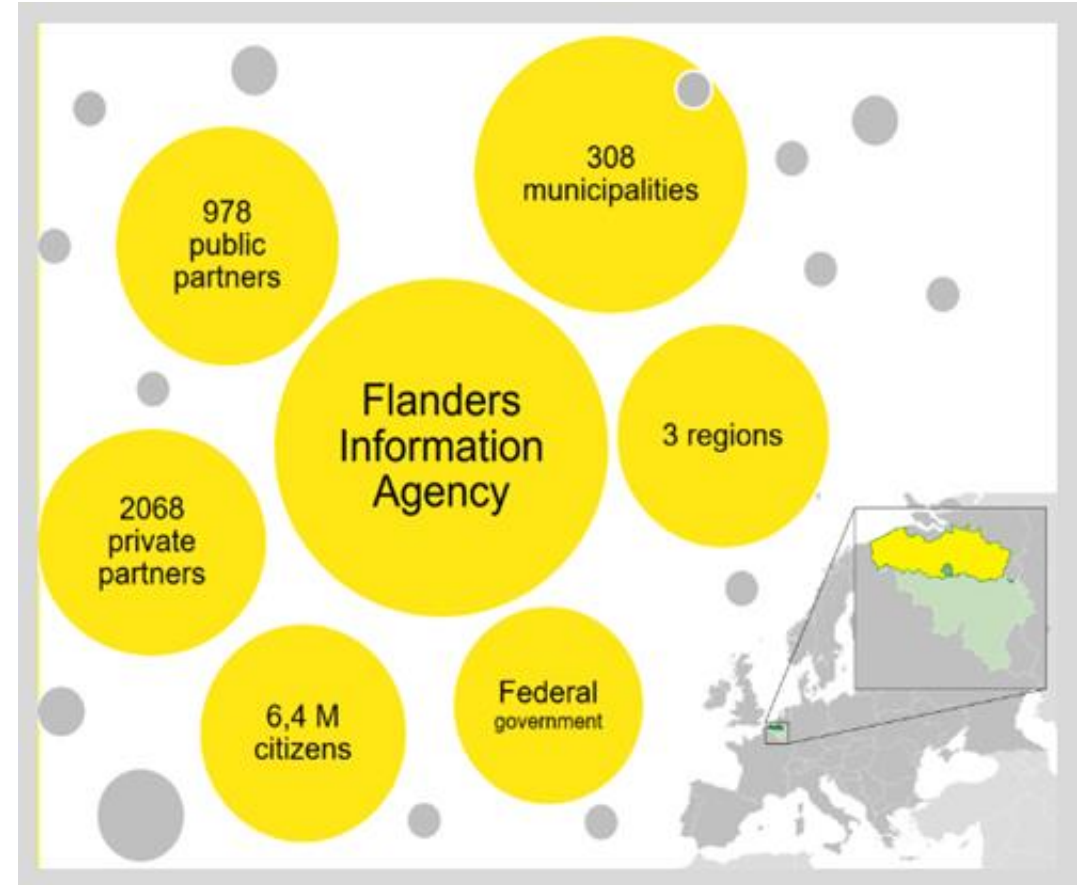 308
municipalities
978
public
partners
Flanders
Information
Agency
3 regions
2068
private
partners
6,4 M
citizens
Federal
government